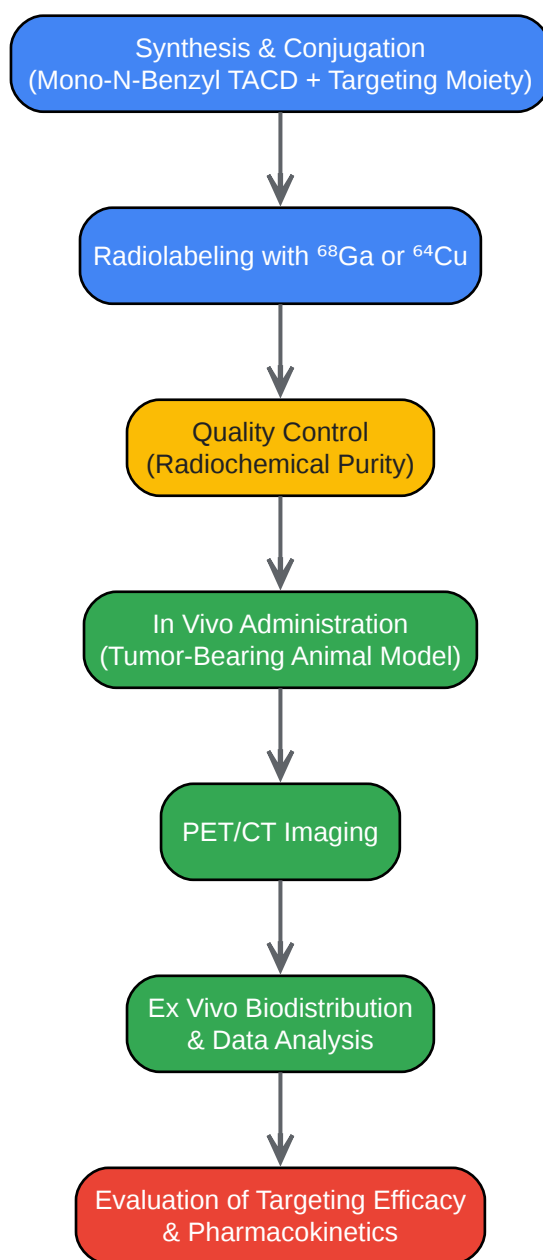 Synthesis & Conjugation
(Mono-N-Benzyl TACD + Targeting Moiety)
Radiolabeling with ⁶⁸Ga or ⁶⁴Cu
Quality Control
(Radiochemical Purity)
In Vivo Administration
(Tumor-Bearing Animal Model)
PET/CT Imaging
Ex Vivo Biodistribution
& Data Analysis
Evaluation of Targeting Efficacy
& Pharmacokinetics